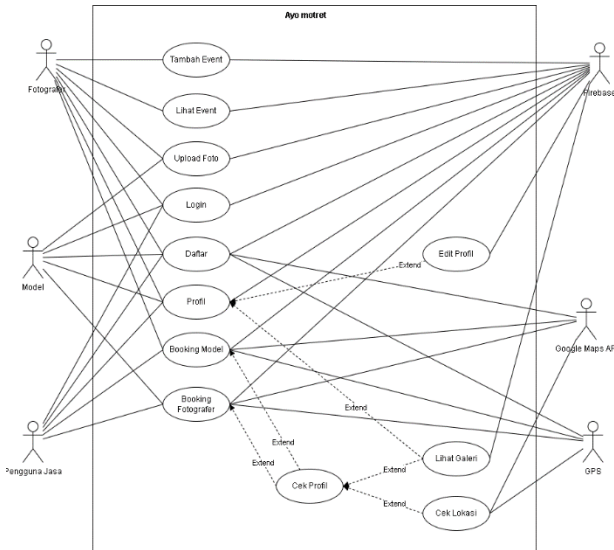 Ayo motret
Tambah Event
Fotografer
Firebase
Lihat Event
Upload Foto
Login
Daftar
Edit Profil
Extend
Model
Profil
Google Maps AP
Booking Model
Booking
Fotografer
Extend
Extend
Lihat Galeri
Pengguna Jasa
Extend
Extend
GPS
Cek Profil
Extend
Cek Lokasi